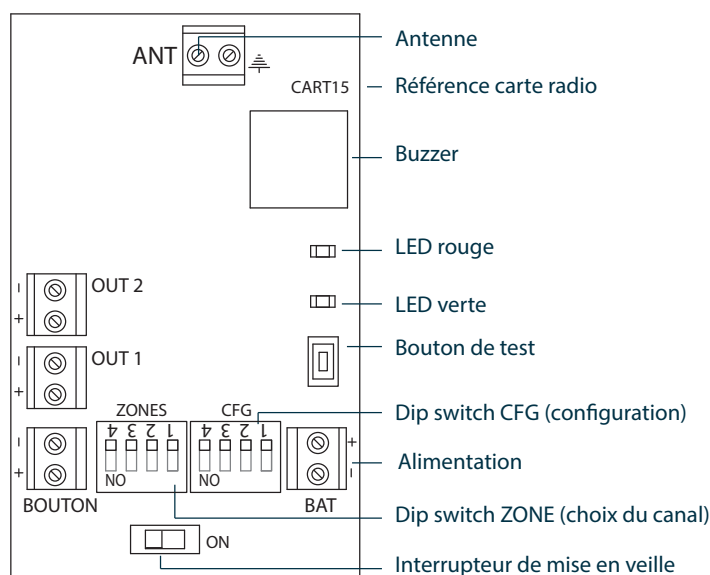 ANT
Antenne
CART15
Référence carte radio
Buzzer
LED rouge
OUT 2
-
+
LED verte
OUT 1
-
+
Bouton de test
ZONES
CFG
Dip switch CFG (configuration)
4 3 2 1
4 3 2 1
-
+
+
-
Alimentation
NO
NO
BOUTON
BAT
Dip switch ZONE (choix du canal)
ON
Interrupteur de mise en veille